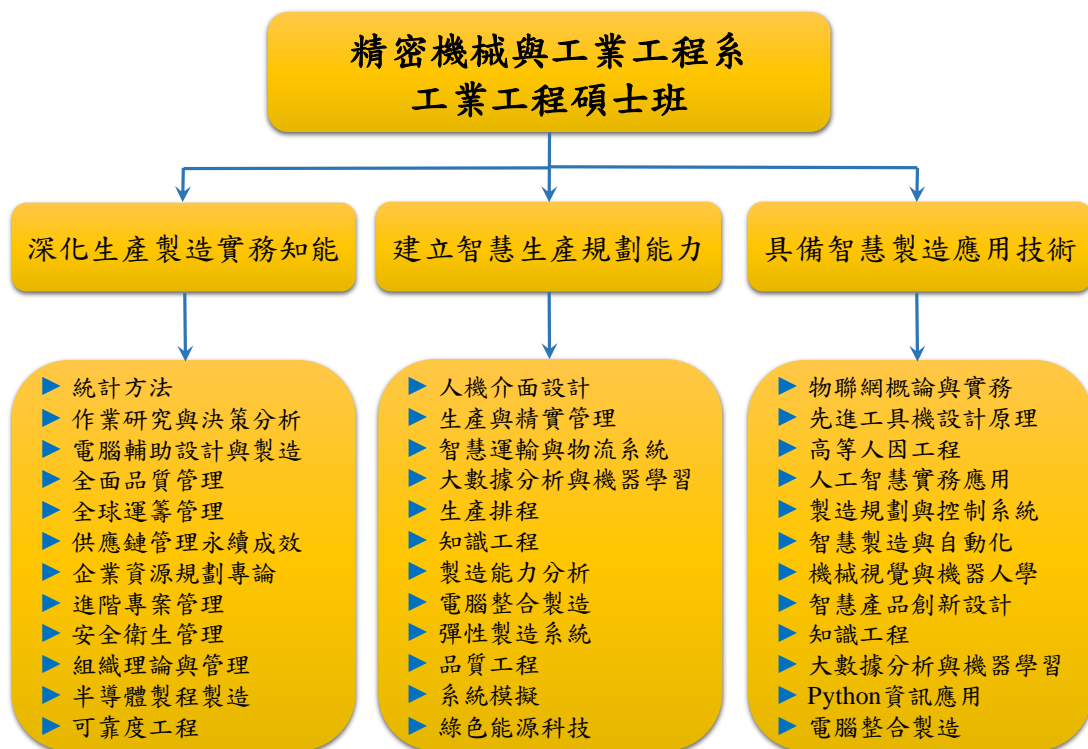 精密機械與工業工程系
工業工程碩士班
深化生產製造實務知能
統計方法
作業研究與決策分析
電腦輔助設計與製造
全面品質管理
全球運籌管理
供應鏈管理永續成效
企業資源規劃專論
進階專案管理
安全衛生管理
組織理論與管理
半導體製程製造
可靠度工程
建立智慧生產規劃能力
人機介面設計
生產與精實管理
智慧運輸與物流系統
大數據分析與機器學習
生產排程
知識工程
製造能力分析
電腦整合製造
彈性製造系統
品質工程
系統模擬
綠色能源科技
具備智慧製造應用技術
物聯網概論與實務
先進工具機設計原理
高等人因工程
人工智慧實務應用
製造規劃與控制系統
智慧製造與自動化
機械視覺與機器人學
智慧產品創新設計
知識工程
大數據分析與機器學習
Python資訊應用
電腦整合製造